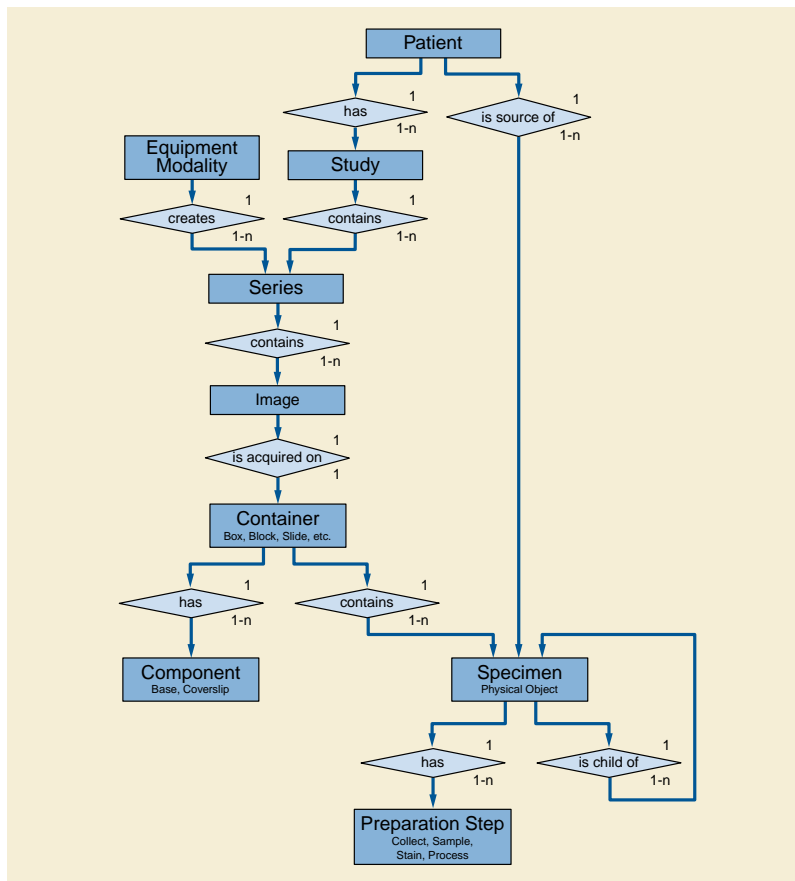 Patient
1
has
1-n
1
is source of
1-n
Equipment
Modality
Study
1
creates
1-n
1
contains
1-n
Series
1
contains
1-n
Image
1
is acquired on
1
Container
Box, Block, Slide, etc.
1
has
1-n
1
contains
1-n
Component
Base, Coverslip
Specimen
Physical Object
1
has
1-n
1
is child of
1-n
Preparation Step
Collect, Sample,
Stain, Process